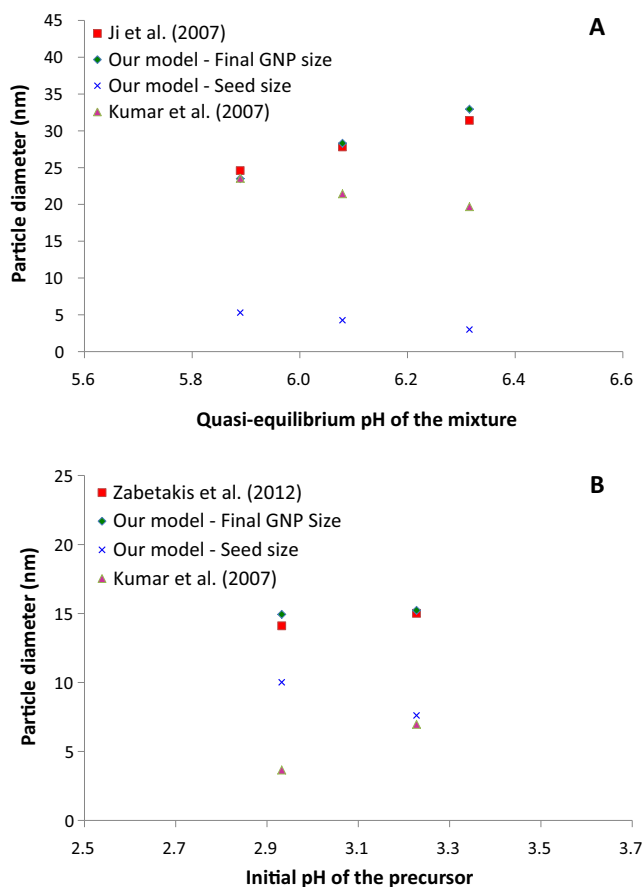 A
Ji et al. (2007)
Our model - Final GNP size
Our model - Seed size
Kumar et al. (2007)
45
40
35
30
25
20
15
10
5
0
Particle diameter (nm)
5.6 5.8 6.0 6.2 6.4 6.6
Quasi-equilibrium pH of the mixture
B
Zabetakis et al. (2012)
Our model - Final GNP Size
Our model - Seed size
Kumar et al. (2007)
25
20
15
10
5
0
Particle diameter (nm)
2.5 2.7 2.9 3.1 3.3 3.5 3.7
Initial pH of the precursor